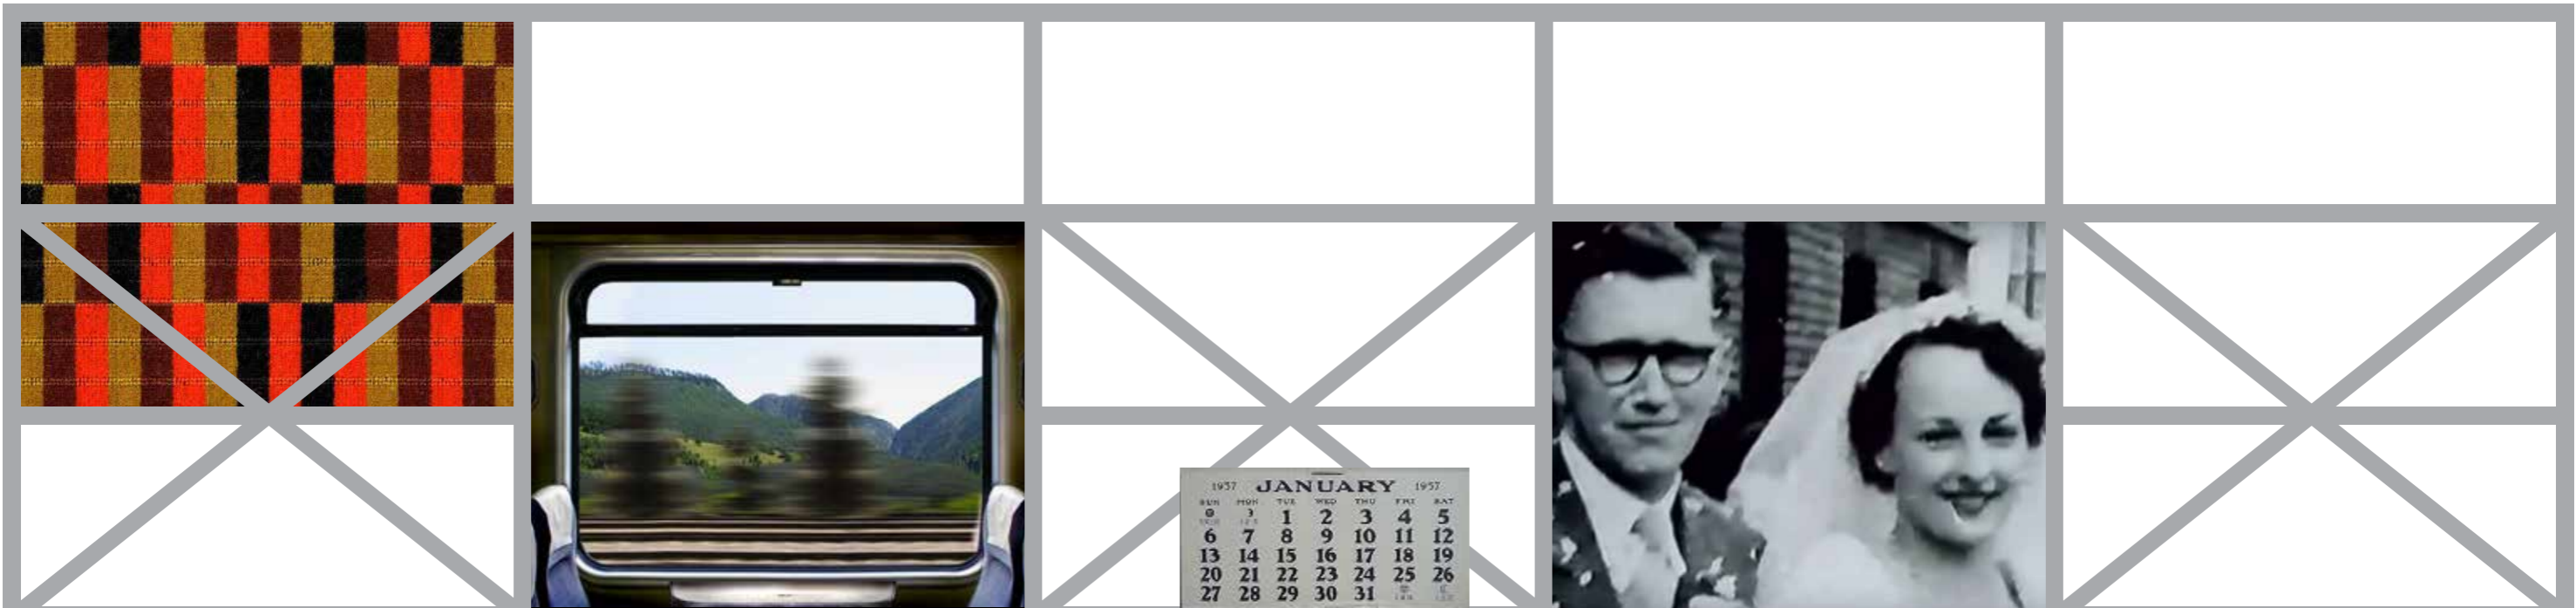 1957 JANUARY 1957
SUN MON TUE WED THU FRI SAT
1 2 3 4 5
6 7 8 9 10 11 12
13 14 15 16 17 18 19
20 21 22 23 24 25 26
27 28 29 30 31